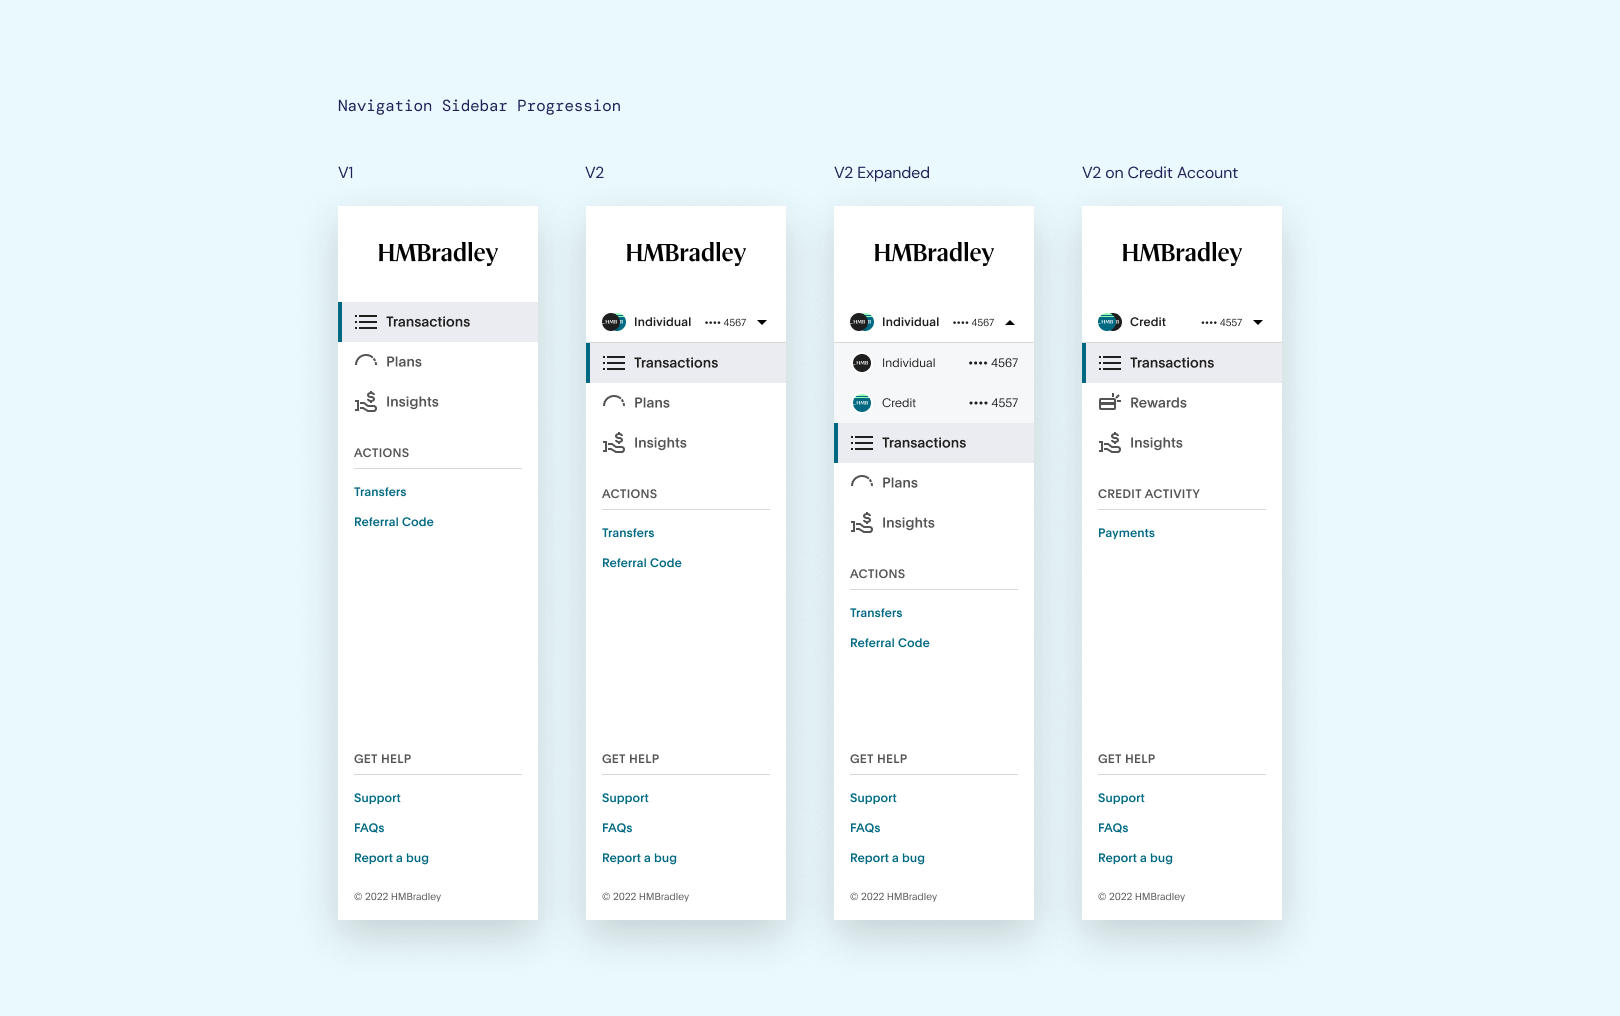 Navigation Sidebar Progression
V1
HMBradley
Transactions
Plans
Insights
ACTIONS
Transfers
Referral Code
GET HELP
Support
FAQs
Report a bug
© 2022 HMBradley
V2
HMBradley
Individual •••• 4567
Transactions
Plans
Insights
ACTIONS
Transfers
Referral Code
GET HELP
Support
FAQs
Report a bug
© 2022 HMBradley
V2 Expanded
HMBradley
Individual •••• 4567
HMB Individual •••• 4567
HMB Credit •••• 4557
Transactions
Plans
Insights
ACTIONS
Transfers
Referral Code
GET HELP
Support
FAQs
Report a bug
© 2022 HMBradley
V2 on Credit Account
HMBradley
Credit •••• 4557
Transactions
Rewards
Insights
CREDIT ACTIVITY
Payments
GET HELP
Support
FAQs
Report a bug
© 2022 HMBradley